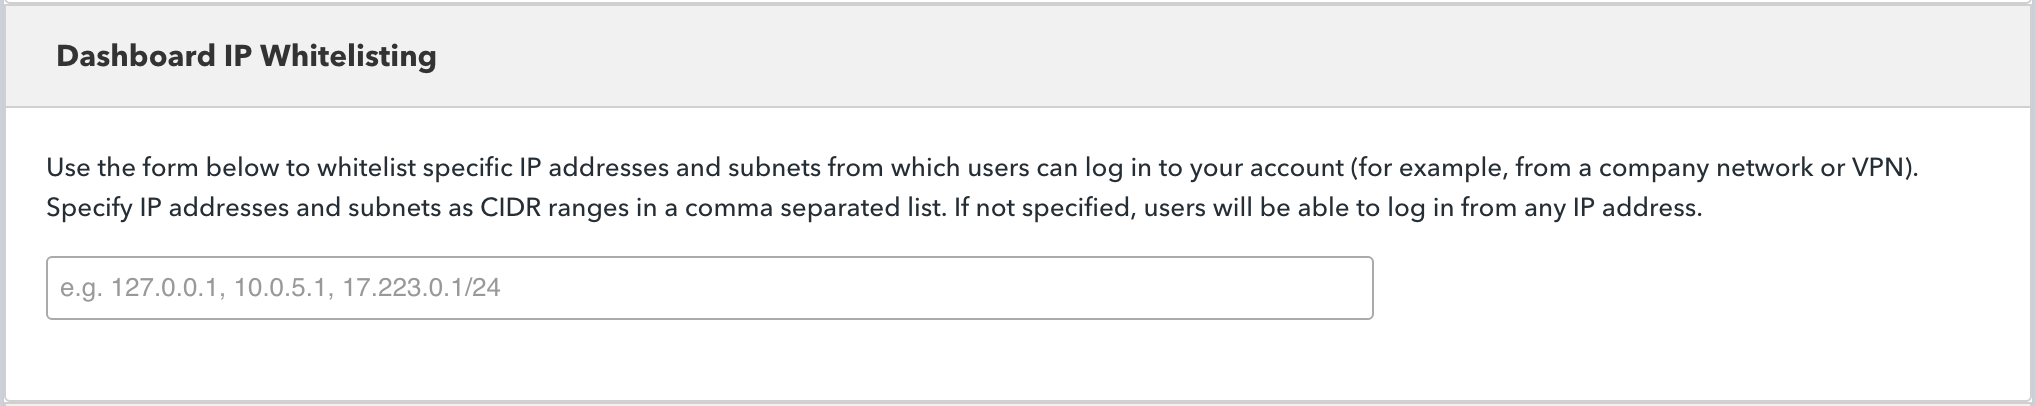 Dashboard IP Whitelisting
Use the form below to whitelist specific IP addresses and subnets from which users can log in to your account (for example, from a company network or VPN).
Specify IP addresses and subnets as CIDR ranges in a comma separated list. If not specified, users will be able to log in from any IP address.
e.g. 127.0.0.1, 10.0.5.1, 17.223.0.1/24